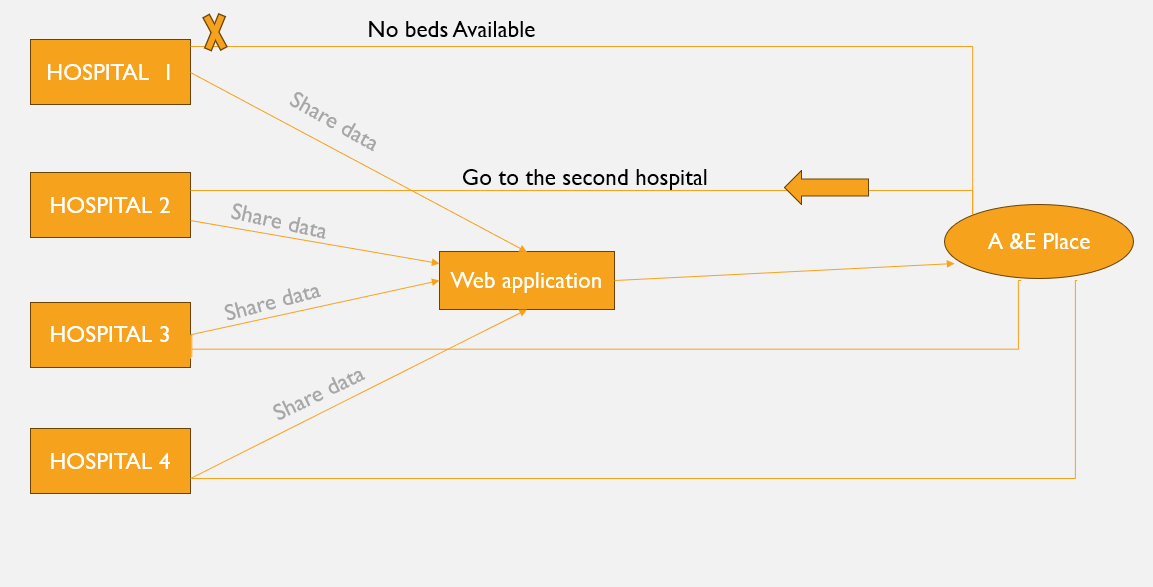 No beds Available
HOSPITAL 1
Share data
Go to the second hospital
HOSPITAL 2
Share data
A &E Place
Web application
Share data
HOSPITAL 3
Share data
HOSPITAL 4